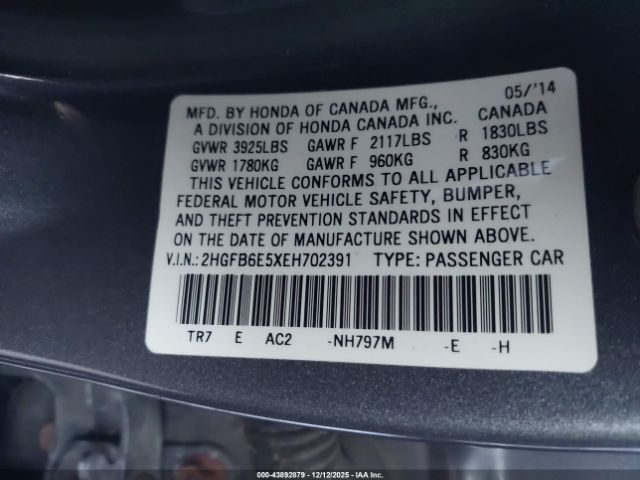 05/'14
MFD. BY HONDA OF CANADA MFG.,
A DIVISION OF HONDA CANADA INC. CANADA
GVWR 3925LBS GAWR F 2117LBS R 1830LBS
GVWR 1780KG GAWR F 960KG R 830KG
THIS VEHICLE CONFORMS TO ALL APPLICABLE
FEDERAL MOTOR VEHICLE SAFETY, BUMPER,
AND THEFT PREVENTION STANDARDS IN EFFECT
ON THE DATE OF MANUFACTURE SHOWN ABOVE.
V.I.N.: 2HGFB6E5XEH702391 TYPE: PASSENGER CAR
TR7 E AC2 -NH797M -E -H
000-43892879 | 12/12/2025 | IAA Inc.